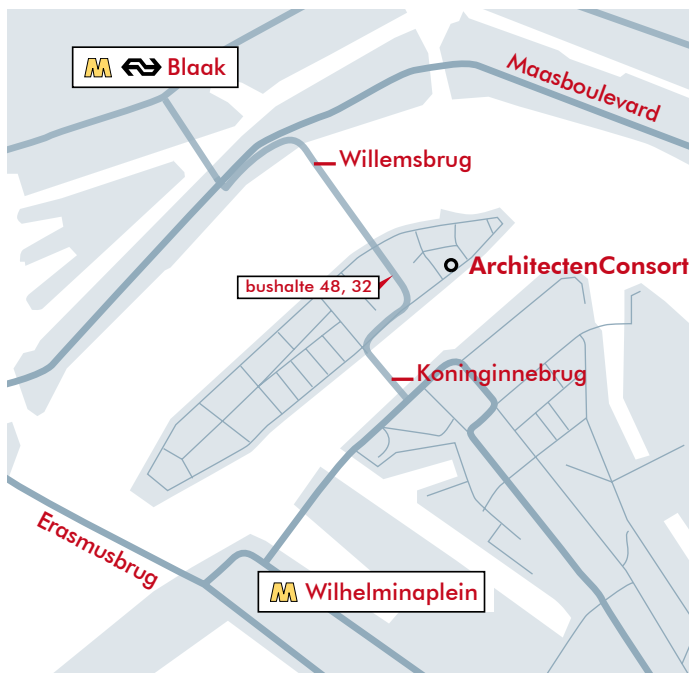 M Blaak
Maasboulevard
Willemsbrug
ArchitectenConsort
bushalte 48, 32
Koninginnebrug
Erasmusbrug
M Wilhelminaplein